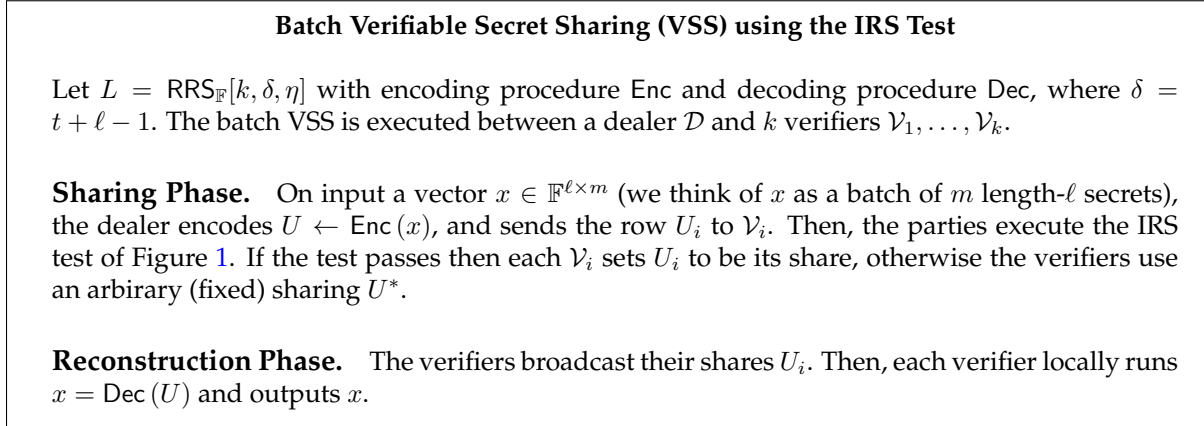 Batch Verifiable Secret Sharing (VSS) using the IRS Test
Let L = RRS_𝔽[k, δ, η] with encoding procedure Enc and decoding procedure Dec, where δ =
t + ℓ − 1. The batch VSS is executed between a dealer 𝒟 and k verifiers 𝒱₁, . . . , 𝒱ₖ.
Sharing Phase. On input a vector x ∈ 𝔽^{ℓ×m} (we think of x as a batch of m length-ℓ secrets),
the dealer encodes U ← Enc (x), and sends the row Uᵢ to 𝒱ᵢ. Then, the parties execute the IRS
test of Figure 1. If the test passes then each 𝒱ᵢ sets Uᵢ to be its share, otherwise the verifiers use
an arbirary (fixed) sharing U*.
Reconstruction Phase. The verifiers broadcast their shares Uᵢ. Then, each verifier locally runs
x = Dec (U) and outputs x.